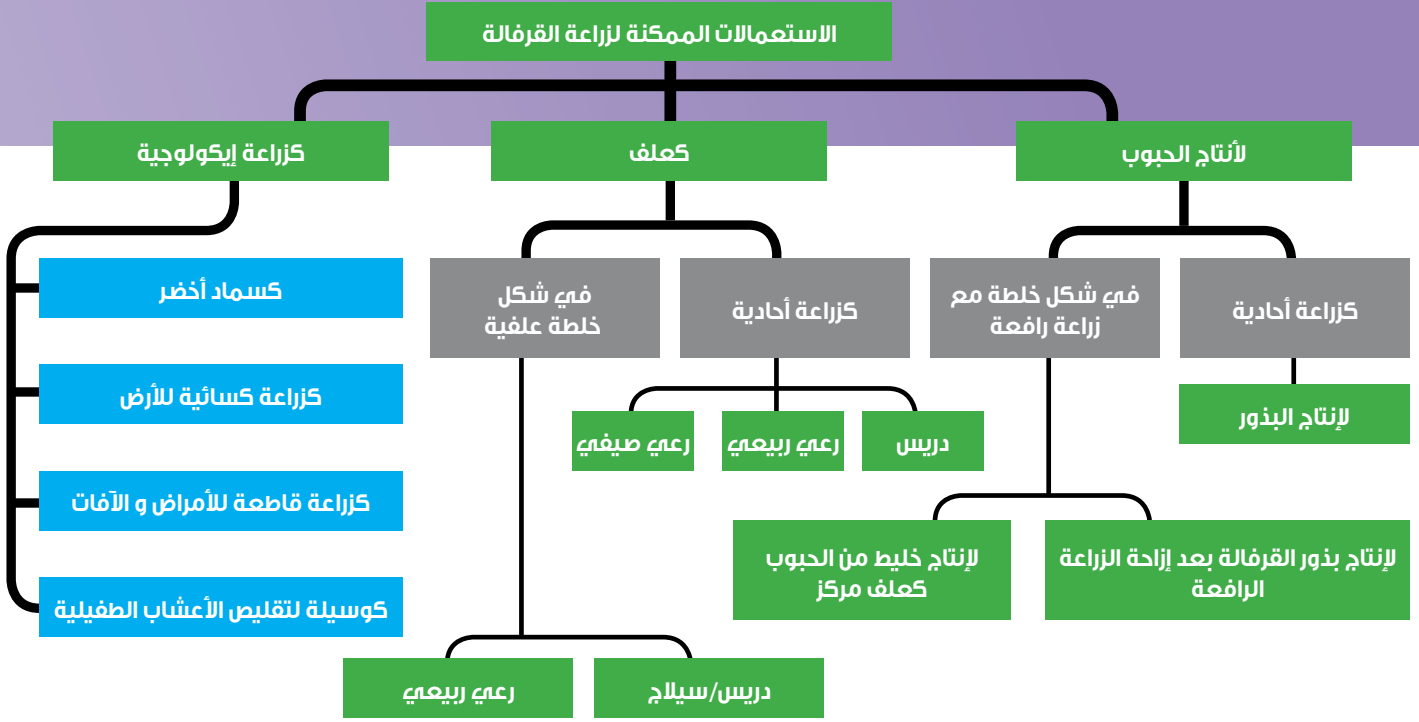 الاستعمالات الممكنة لزراعة القرفالة
لأنتاج الحبوب
كعلف
كزراعة إيكولوجية
كزراعة أحادية
في شكل خلطة مع
زراعة رافعة
كزراعة أحادية
في شكل
خلطة علفية
كسماد أخضر
كزراعة كسائية للأرض
كزراعة قاطعة للأمراض و الآفات
كوسيلة لتقليص الأعشاب الطفيلية
لإنتاج البذور
دريس
رعي ربيعي
رعي صيفي
لإنتاج بذور القرفالة بعد إزاحة الزراعة
الرافعة
لإنتاج خليط من الحبوب
كعلف مركز
دريس/سيلاج
رعي ربيعي